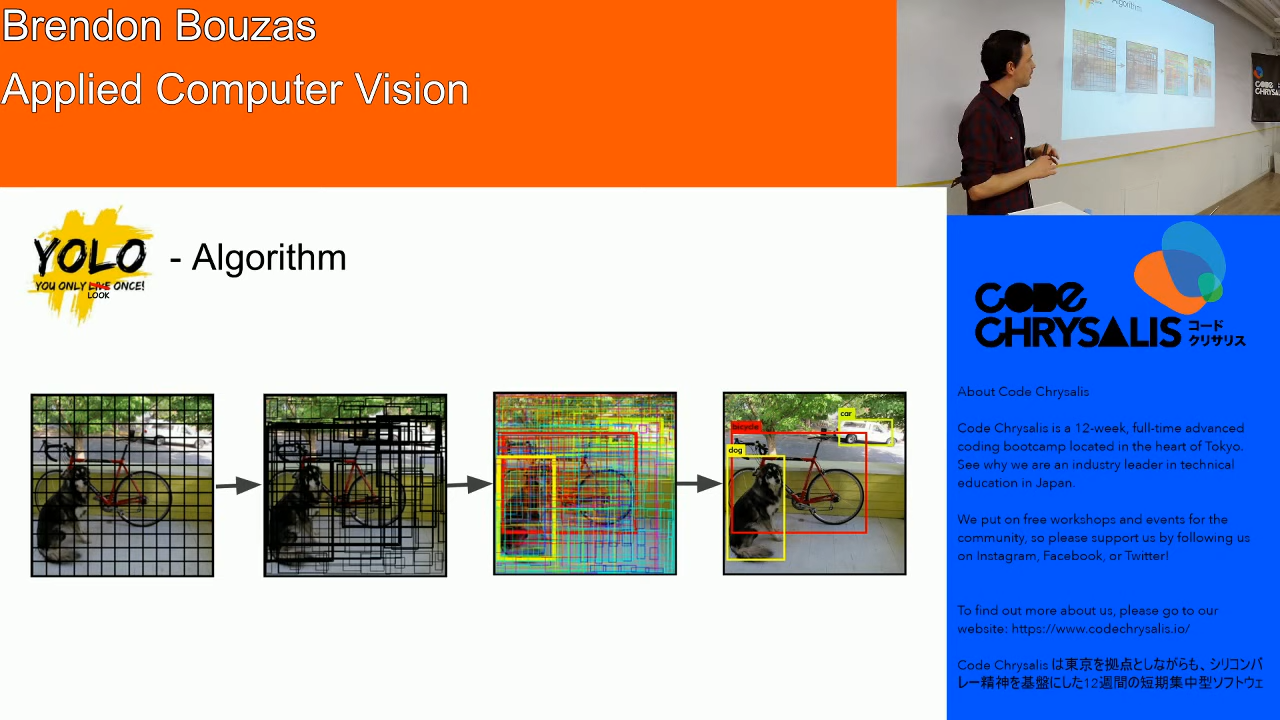 Brendon Bouzas
Applied Computer Vision
Algorithm
CODE
CHRYSALIS
YOLO
YOU ONLY LIVE ONCE!
LOOK
- Algorithm
car
bicycle
dog
CODE
CHRYSALIS
コード
クリサリス
About Code Chrysalis
Code Chrysalis is a 12-week, full-time advanced
coding bootcamp located in the heart of Tokyo.
See why we are an industry leader in technical
education in Japan.
We put on free workshops and events for the
community, so please support us by following us
on Instagram, Facebook, or Twitter!
To find out more about us, please go to our
website: https://www.codechrysalis.io/
Code Chrysalis は東京を拠点としながらも、シリコンバ
レー精神を基盤にした12週間の短期集中型ソフトウェ